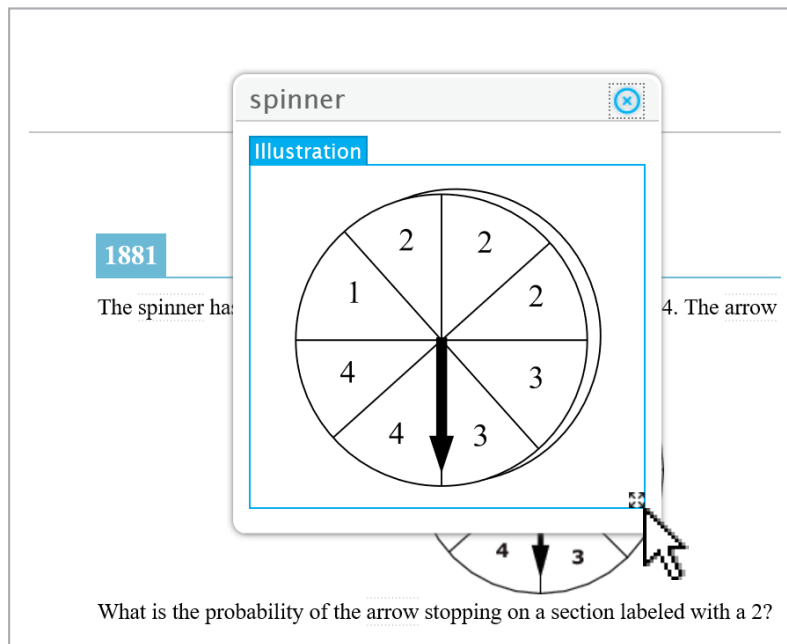 spinner
Illustration
2 2
1 2
4 3
4 3
1881
The spinner has 4. The arrow
4 3
What is the probability of the arrow stopping on a section labeled with a 2?